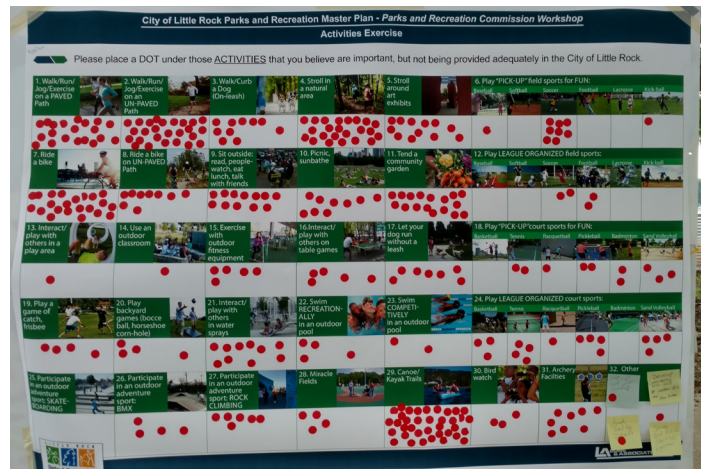 City of Little Rock Parks and Recreation Master Plan - Parks and Recreation Commission Workshop
Activities Exercise
Please place a DOT under those ACTIVITIES that you believe are important, but not being provided adequately in the City of Little Rock.
1. Walk/Run/
Jog/Exercise
on a PAVED
Path
2. Walk/Run/
Jog/Exercise
on an
UN-PAVED
Path
3. Walk/Curb
a Dog
(On-leash)
4. Stroll in
a natural
area
5. Stroll
around
art
exhibits
6. Play "PICK-UP" field sports for FUN:
Baseball Softball Soccer Football Lacrosse Kick ball
7. Ride
a bike
8. Ride a bike
on UN-PAVED
Path
9. Sit outside:
read, people-
watch, eat
lunch, talk
with friends
10. Picnic,
sunbathe
11. Tend a
community
garden
12. Play LEAGUE ORGANIZED field sports:
Baseball Softball Soccer Football Lacrosse Kick ball
13. Interact/
play with
others in a
play area
14. Use an
outdoor
classroom
15. Exercise
with
outdoor
fitness
equipment
16. Interact/
play with
others on
table games
17. Let your
dog run
without a
leash
18. Play "PICK-UP" court sports for FUN:
Basketball Tennis Racquetball Pickleball Badminton Sand Volleyball
19. Play a
game of
catch,
frisbee
20. Play
backyard
games (bocce
ball, horseshoe
corn-hole)
21. Interact/
play with
others
in water
sprays
22. Swim
RECREATION-
ALLY
in an outdoor
pool
23. Swim
COMPETI-
TIVELY
in an outdoor
pool
24. Play LEAGUE ORGANIZED court sports:
Basketball Tennis Racquetball Pickleball Badminton Sand Volleyball
25. Participate
in an outdoor
adventure
sport: SKATE-
BOARDING
26. Participate
in an outdoor
adventure
sport:
BMX
27. Participate
in an outdoor
adventure
sport: ROCK
CLIMBING
28. Miracle
Fields
29. Canoe/
Kayak Trails
30. Bird
watch
31. Archery
Facilties
32. Other
LITTLE ROCK
& ASSOCIATES